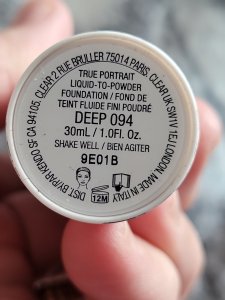 CLEAR 2 RUE BRULLER 75014 PARIS. CLEAR UK SW1V 1EJ LONDON. MADE IN ITALY
DIST. BY/PAR KENDO SF CA 94105.
TRUE PORTRAIT
LIQUID-TO-POWDER
FOUNDATION / FOND DE
TEINT FLUIDE FINI POUDRÉ
DEEP 094
30mL / 1.0Fl. Oz.
SHAKE WELL / BIEN AGITER
9E01B
12M